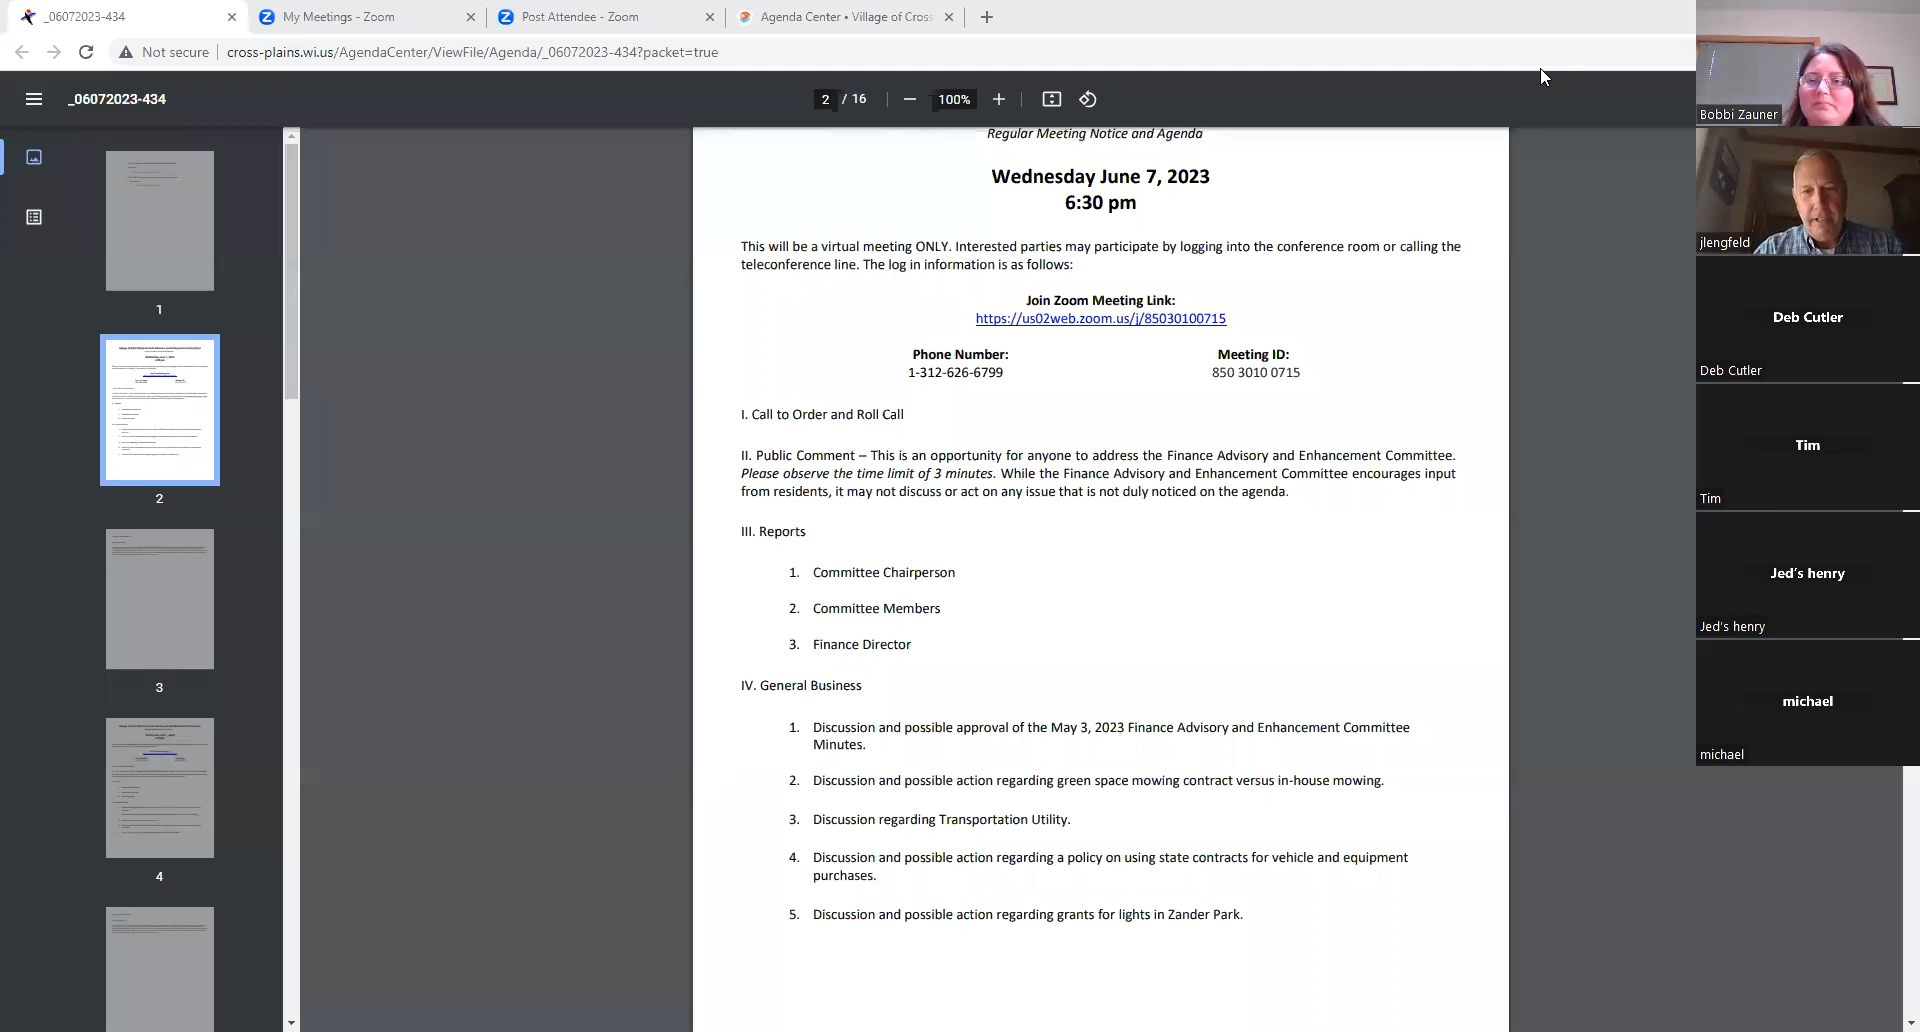 _06072023-434
My Meetings - Zoom
Post Attendee - Zoom
Agenda Center • Village of Cross
Not secure
cross-plains.wi.us/AgendaCenter/ViewFile/Agenda/_06072023-434?packet=true
_06072023-434
2 / 16
100%
1
2
3
4
Regular Meeting Notice and Agenda
Wednesday June 7, 2023
6:30 pm
This will be a virtual meeting ONLY. Interested parties may participate by logging into the conference room or calling the
teleconference line. The log in information is as follows:
Join Zoom Meeting Link:
https://us02web.zoom.us/j/85030100715
Phone Number: Meeting ID:
1-312-626-6799 850 3010 0715
I. Call to Order and Roll Call
II. Public Comment – This is an opportunity for anyone to address the Finance Advisory and Enhancement Committee.
Please observe the time limit of 3 minutes. While the Finance Advisory and Enhancement Committee encourages input
from residents, it may not discuss or act on any issue that is not duly noticed on the agenda.
III. Reports
1. Committee Chairperson
2. Committee Members
3. Finance Director
IV. General Business
1. Discussion and possible approval of the May 3, 2023 Finance Advisory and Enhancement Committee
Minutes.
2. Discussion and possible action regarding green space mowing contract versus in-house mowing.
3. Discussion regarding Transportation Utility.
4. Discussion and possible action regarding a policy on using state contracts for vehicle and equipment
purchases.
5. Discussion and possible action regarding grants for lights in Zander Park.
Bobbi Zauner
jlengfeld
Deb Cutler
Deb Cutler
Tim
Tim
Jed's henry
Jed's henry
michael
michael